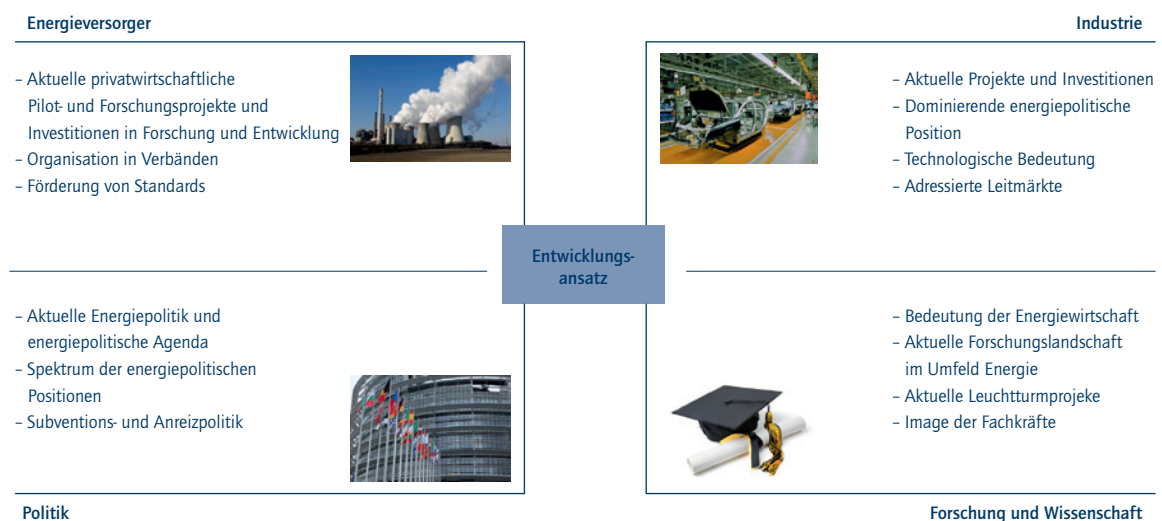 Energieversorger
– Aktuelle privatwirtschaftliche
Pilot- und Forschungsprojekte und
Investitionen in Forschung und Entwicklung
– Organisation in Verbänden
– Förderung von Standards
Industrie
– Aktuelle Projekte und Investitionen
– Dominierende energiepolitische
Position
– Technologische Bedeutung
– Adressierte Leitmärkte
Entwicklungs-
ansatz
– Aktuelle Energiepolitik und
energiepolitische Agenda
– Spektrum der energiepolitischen
Positionen
– Subventions- und Anreizpolitik
Politik
– Bedeutung der Energiewirtschaft
– Aktuelle Forschungslandschaft
im Umfeld Energie
– Aktuelle Leuchtturmprojeke
– Image der Fachkräfte
Forschung und Wissenschaft